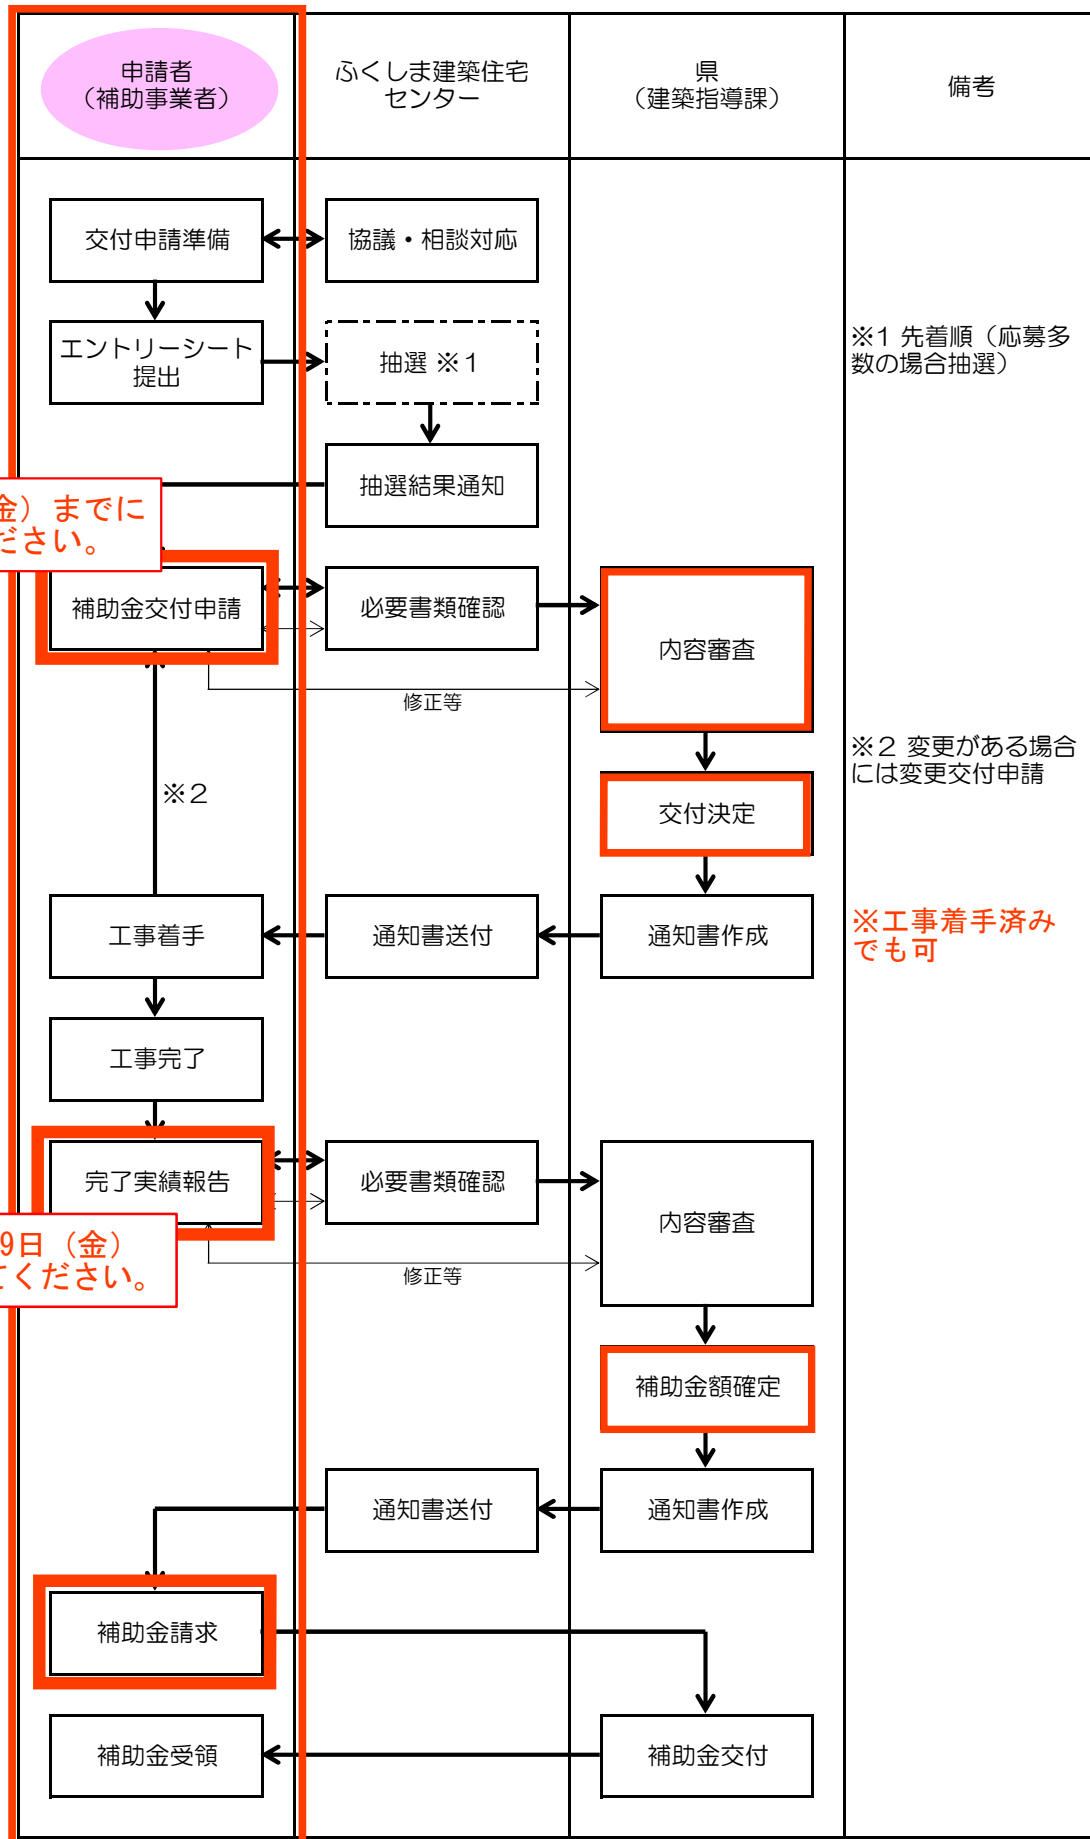 申請者
（補助事業者）
ふくしま建築住宅
センター
県
（建築指導課）
備考
交付申請準備
協議・相談対応
エントリーシート
提出
抽選 ※1
※1 先着順（応募多
数の場合抽選）
抽選結果通知
金） までに
ださい。
補助金交付申請
必要書類確認
内容審査
修正等
※２ 変更がある場合
には変更交付申請
※２
交付決定
工事着手
通知書送付
通知書作成
※工事着手済み
でも可
工事完了
完了実績報告
必要書類確認
内容審査
9日（金）
てください。
修正等
補助金額確定
通知書送付
通知書作成
補助金請求
補助金受領
補助金交付